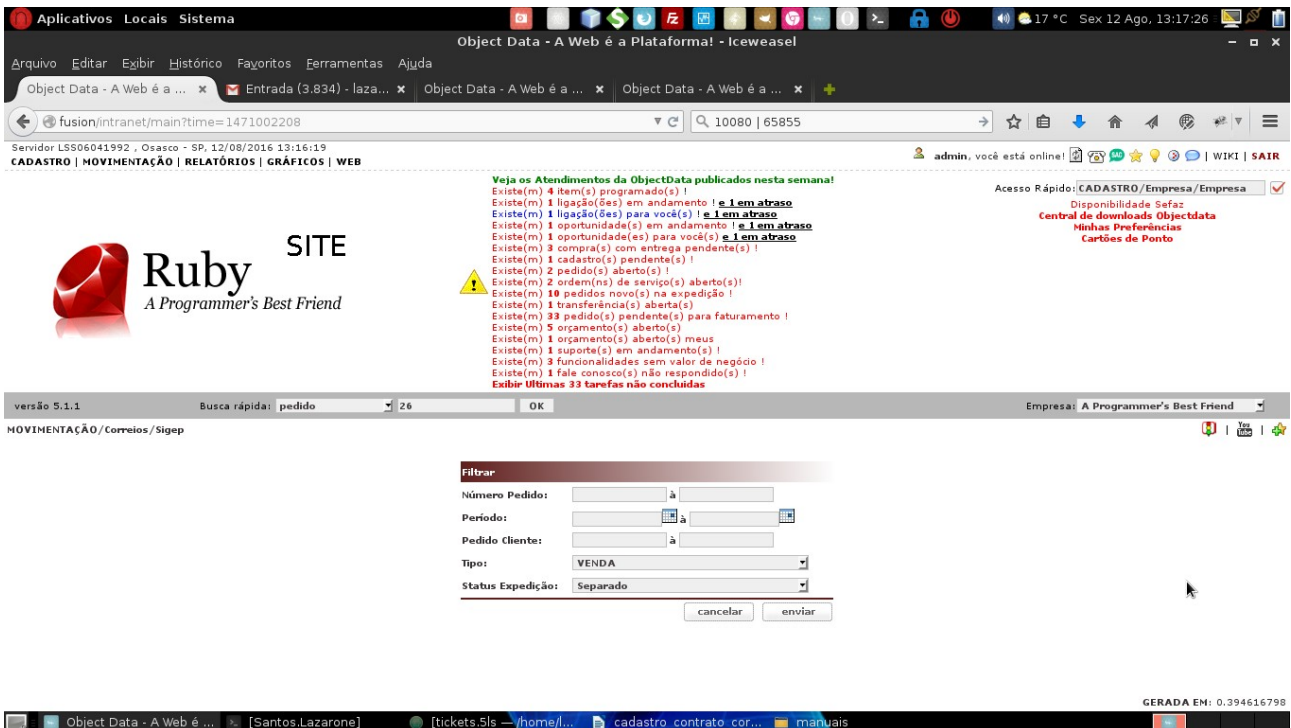 Aplicativos Locais Sistema
17 °C Sex 12 Ago, 13:17:26
Object Data - A Web é a Plataforma! - Iceweasel
Arquivo Editar Exibir Histórico Favoritos Ferramentas Ajuda
Object Data - A Web é a ... Entrada (3.834) - laza... Object Data - A Web é a ... Object Data - A Web é a ...
fusion/intranet/main?time=1471002208 10080 | 65855
Servidor LSS06041992 , Osasco - SP, 12/08/2016 13:16:19
CADASTRO | MOVIMENTAÇÃO | RELATÓRIOS | GRÁFICOS | WEB
admin, você está online! | WIKI | SAIR
SITE
Ruby
A Programmer's Best Friend
Veja os Atendimentos da ObjectData publicados nesta semana!
Existe(m) 4 item(s) programado(s) !
Existe(m) 1 ligação(ões) em andamento ! e 1 em atraso
Existe(m) 1 ligação(ões) para você(s) ! e 1 em atraso
Existe(m) 1 oportunidade(s) em andamento ! e 1 em atraso
Existe(m) 1 oportunidade(es) para você(s) e 1 em atraso
Existe(m) 3 compra(s) com entrega pendente(s) !
Existe(m) 1 cadastro(s) pendente(s) !
Existe(m) 2 pedido(s) aberto(s) !
Existe(m) 2 ordem(ns) de serviço(s) aberto(s)!
Existe(m) 10 pedidos novo(s) na expedição !
Existe(m) 1 transferência(s) aberta(s)
Existe(m) 33 pedido(s) pendente(s) para faturamento !
Existe(m) 5 orçamento(s) aberto(s)
Existe(m) 1 orçamento(s) aberto(s) meus
Existe(m) 1 suporte(s) em andamento(s) !
Existe(m) 3 funcionalidades sem valor de negócio !
Existe(m) 1 fale conosco(s) não respondido(s) !
Exibir Ultimas 33 tarefas não concluidas
Acesso Rápido: CADASTRO/Empresa/Empresa
Disponibilidade Sefaz
Central de downloads Objectdata
Minhas Preferências
Cartões de Ponto
versão 5.1.1 Busca rápida: pedido 26 OK Empresa: A Programmer's Best Friend
MOVIMENTAÇÃO/Correios/Sigep
You Tube
Filtrar
Número Pedido: à
Período: à
Pedido Cliente: à
Tipo: VENDA
Status Expedição: Separado
cancelar enviar
GERADA EM: 0.394616798
Object Data - A Web é ... [Santos.Lazarone] [tickets.5ls — /home/l... cadastro_contrato_cor... manuais